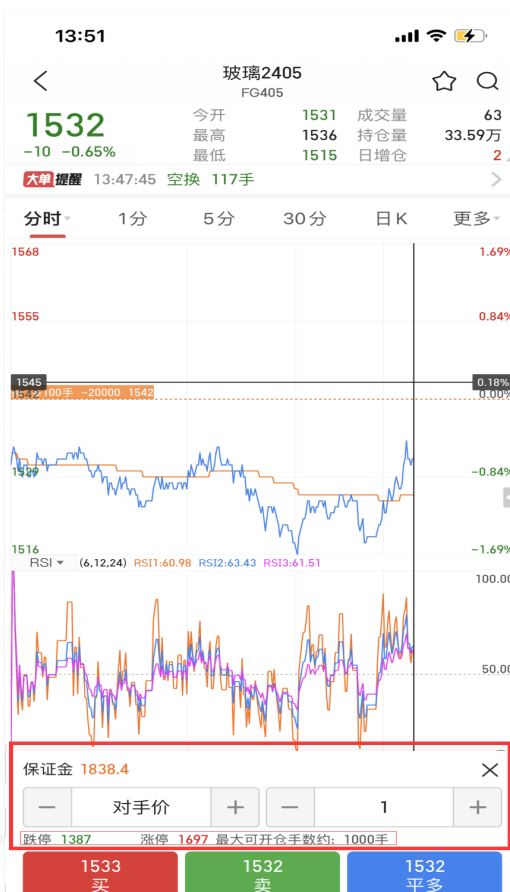 13:51
玻璃2405
FG405
1532 今开 1531 成交量 63
最高 1536 持仓量 33.59万
-10 -0.65% 最低 1515 日增仓 2
大单提醒 13:47:45 空换 117手
分时 1分 5分 30分 日K 更多
1568 1.69%
1555 0.84%
1545 0.18%
1542 100手 -20000 1542 0.00%
1529 -0.84%
1516 -1.69%
RSI (6,12,24) RSI1:60.98 RSI2:63.43 RSI3:61.51
100.00
50.00
保证金 1838.4
对手价 1
跌停 1387 涨停 1697 最大可开仓手数约: 1000手
1533 1532 1532
买 卖 平多